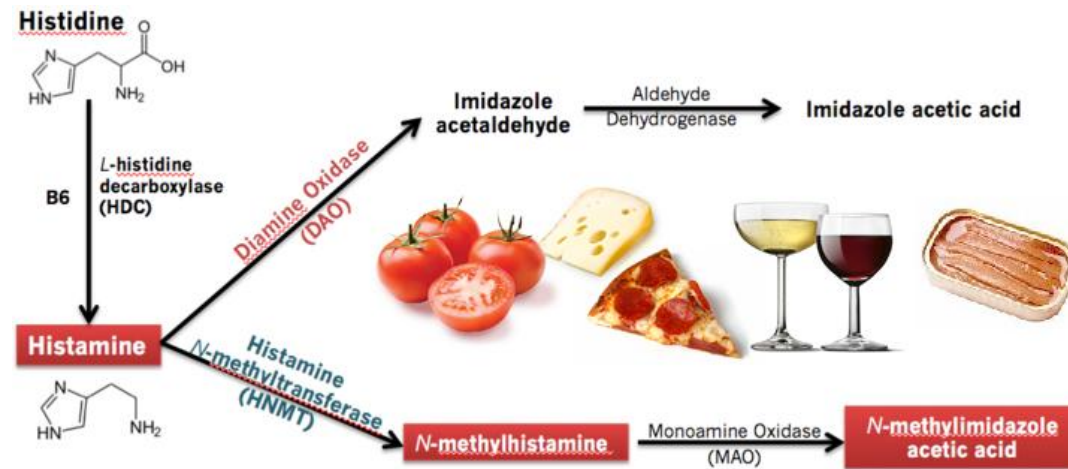 Histidine
N
O
OH
HN
NH2
B6
L-histidine
decarboxylase
(HDC)
Diamine Oxidase
(DAO)
Imidazole
acetaldehyde
Aldehyde
Dehydrogenase
Imidazole acetic acid
Histamine
N
HN
NH2
Histamine
N-methyltransferase
(HNMT)
N-methylhistamine
Monoamine Oxidase
(MAO)
N-methylimidazole
acetic acid